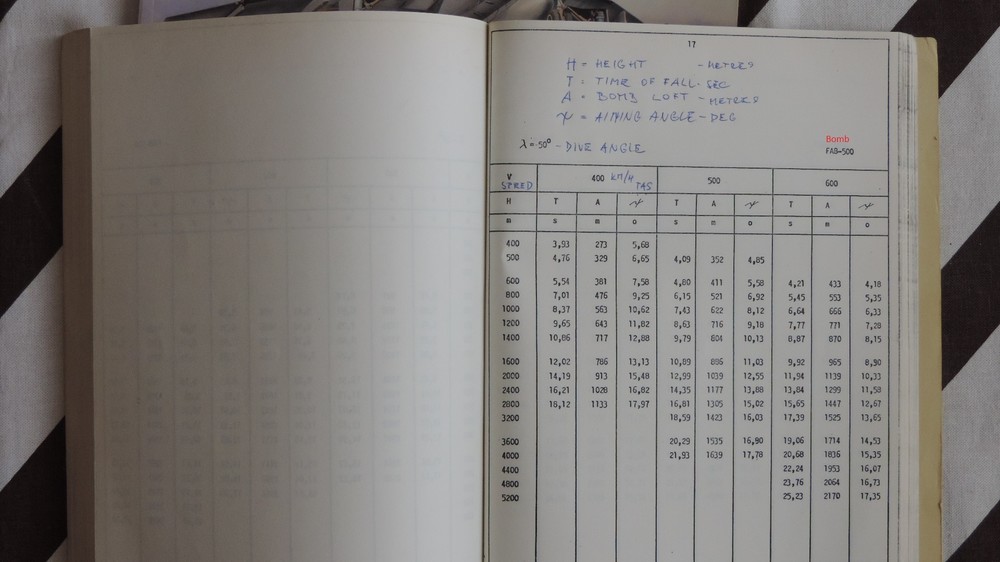 17
H = HEIGHT - METRES
T = TIME OF FALL - SEC
A = BOMB LOFT - METRES
γ = AIMING ANGLE - DEG
λ = -50° - DIVE ANGLE
Bomb
FAB-500
V 400 km/h 500 600
SPEED TAS
H T A γ T A γ T A γ
m s m o s m o s m o
400 3,93 273 5,68
500 4,76 329 6,65 4,09 352 4,85
600 5,54 381 7,58 4,80 411 5,58 4,21 433 4,18
800 7,01 476 9,25 6,15 521 6,92 5,45 553 5,35
1000 8,37 563 10,62 7,43 622 8,12 6,64 666 6,33
1200 9,65 643 11,82 8,63 716 9,18 7,77 771 7,28
1400 10,86 717 12,88 9,79 804 10,13 8,87 870 8,15
1600 12,02 786 13,13 10,89 886 11,03 9,92 965 8,90
2000 14,19 913 15,48 12,99 1039 12,55 11,94 1139 10,33
2400 16,21 1028 16,82 14,35 1177 13,88 13,84 1299 11,58
2800 18,12 1133 17,97 16,81 1305 15,02 15,65 1447 12,67
3200 18,59 1423 16,03 17,39 1525 13,65
3600 20,29 1535 16,90 19,06 1714 14,53
4000 21,93 1639 17,78 20,68 1836 15,35
4400 22,24 1953 16,07
4800 23,76 2064 16,73
5200 25,23 2170 17,35